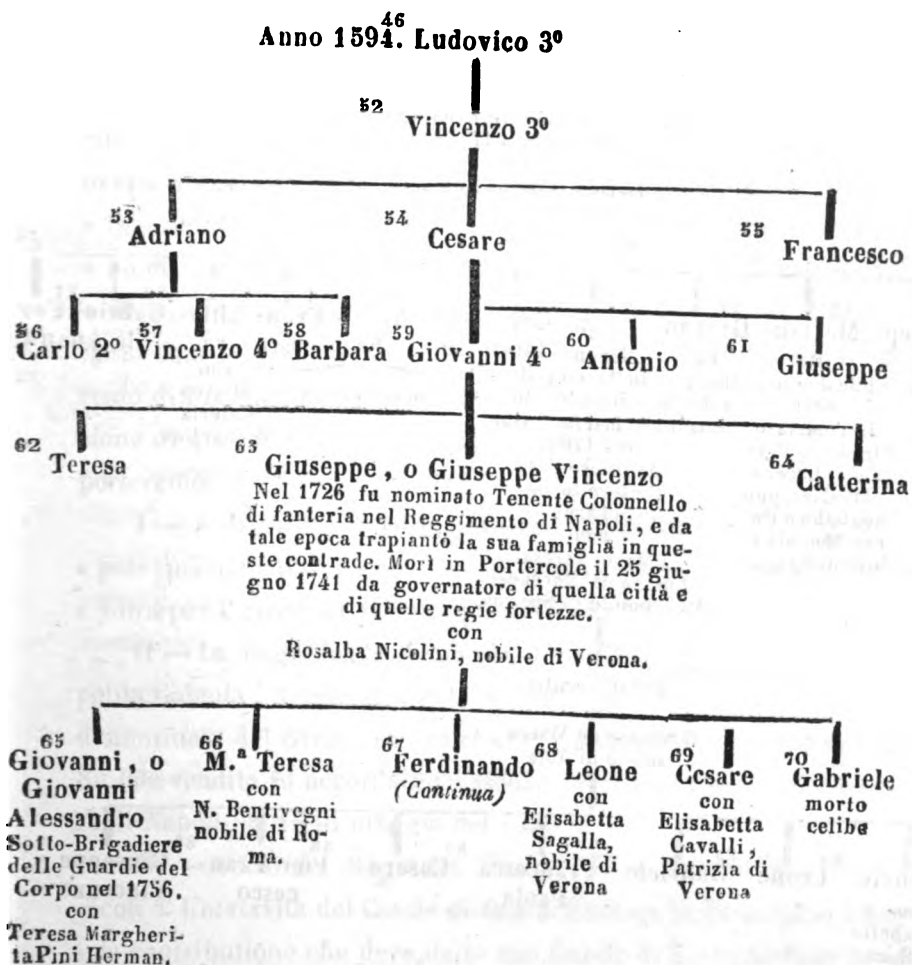 46
Anno 1594. Ludovico 3º
52
Vincenzo 3º
53 54 55
Adriano Cesare Francesco
56 57 58 59 60 61
Carlo 2º Vincenzo 4º Barbara Giovanni 4º Antonio Giuseppe
62 63 64
Teresa Giuseppe, o Giuseppe Vincenzo Catterina
Nel 1726 fu nominato Tenente Colonnello
di fanteria nel Reggimento di Napoli, e da
tale epoca trapiantò la sua famiglia in que-
ste contrade. Morì in Portercole il 25 giu-
gno 1741 da governatore di quella città e
di quelle regie fortezze.
con
Rosalba Nicolini, nobile di Verona.
65
Giovanni, o
Giovanni
Alessandro
Sotto-Brigadiere
delle Guardie del
Corpo nel 1756.
con
Teresa Margheri-
ta Pini Herman.
66
M.ª Teresa
con
N. Bentivegni
nobile di Ro-
ma.
67
Ferdinando
(Continua)
68
Leone
con
Elisabetta
Sagalla,
nobile di
Verona
69
Cesare
con
Elisabetta
Cavalli,
Patrizia di
Verona
70
Gabriele
morto
celibe